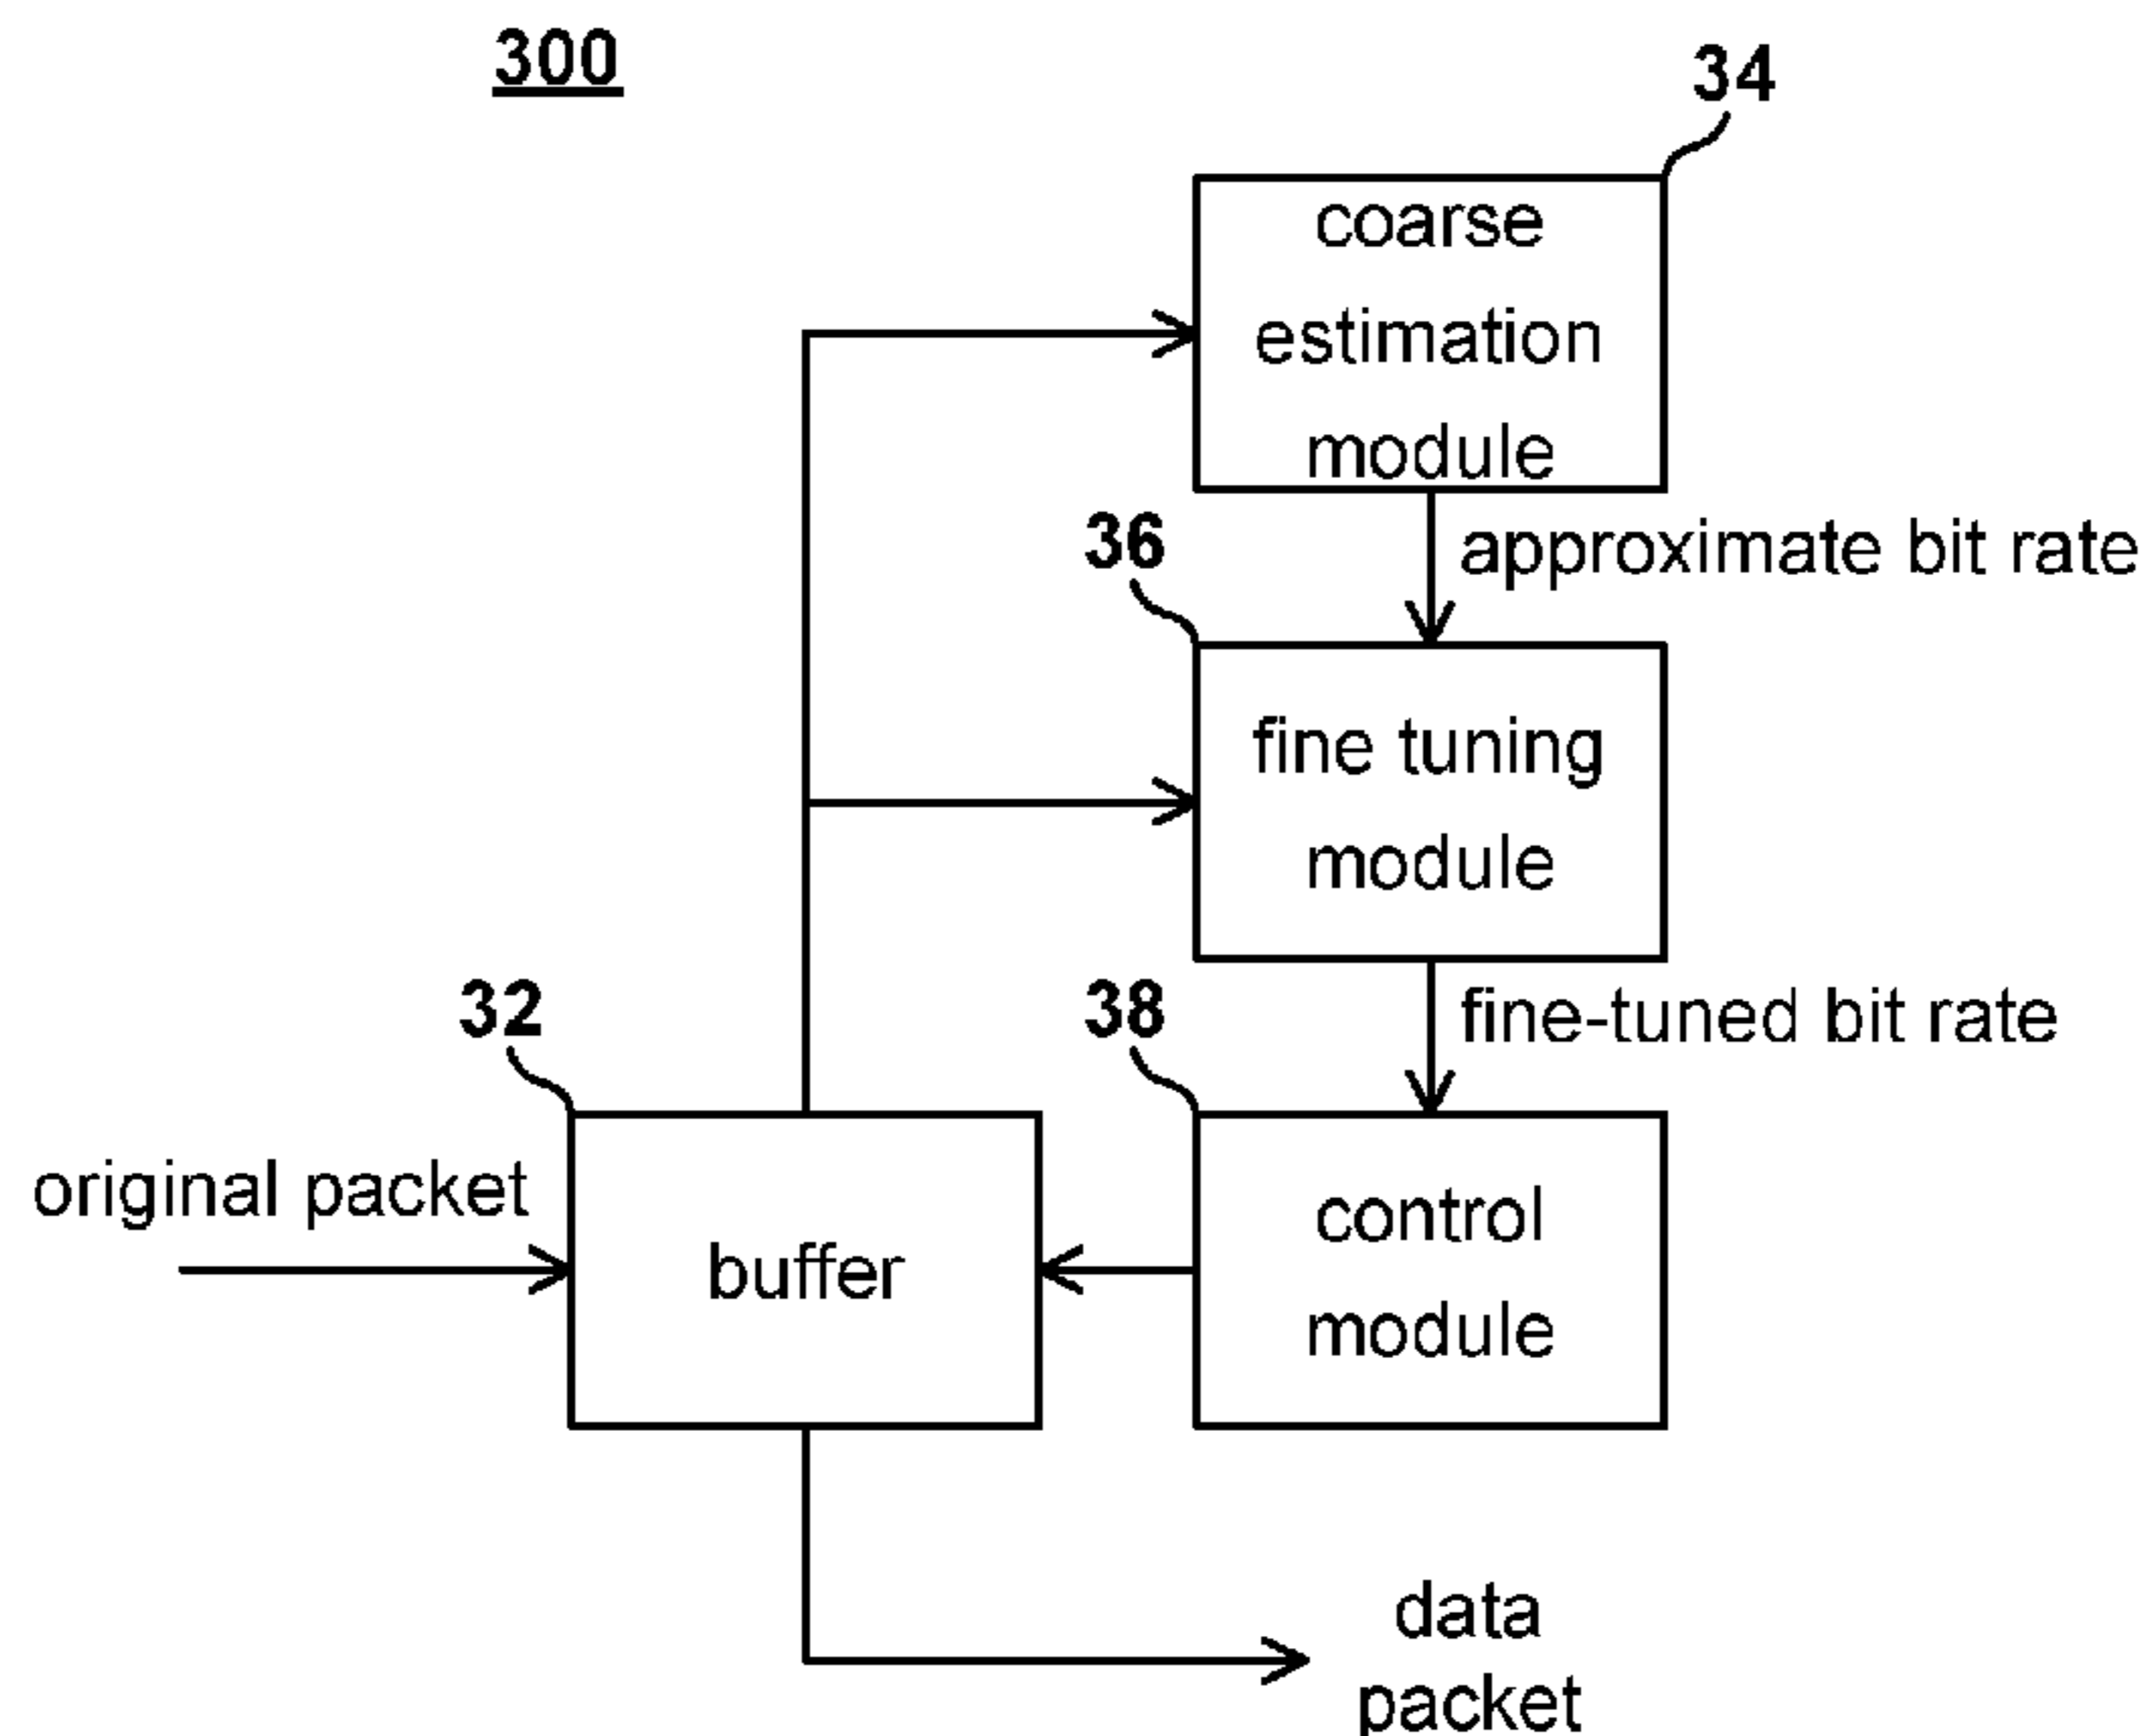 300
34
coarse
estimation
module
36
approximate bit rate
fine tuning
module
32
38
fine-tuned bit rate
original packet
buffer
control
module
data
packet